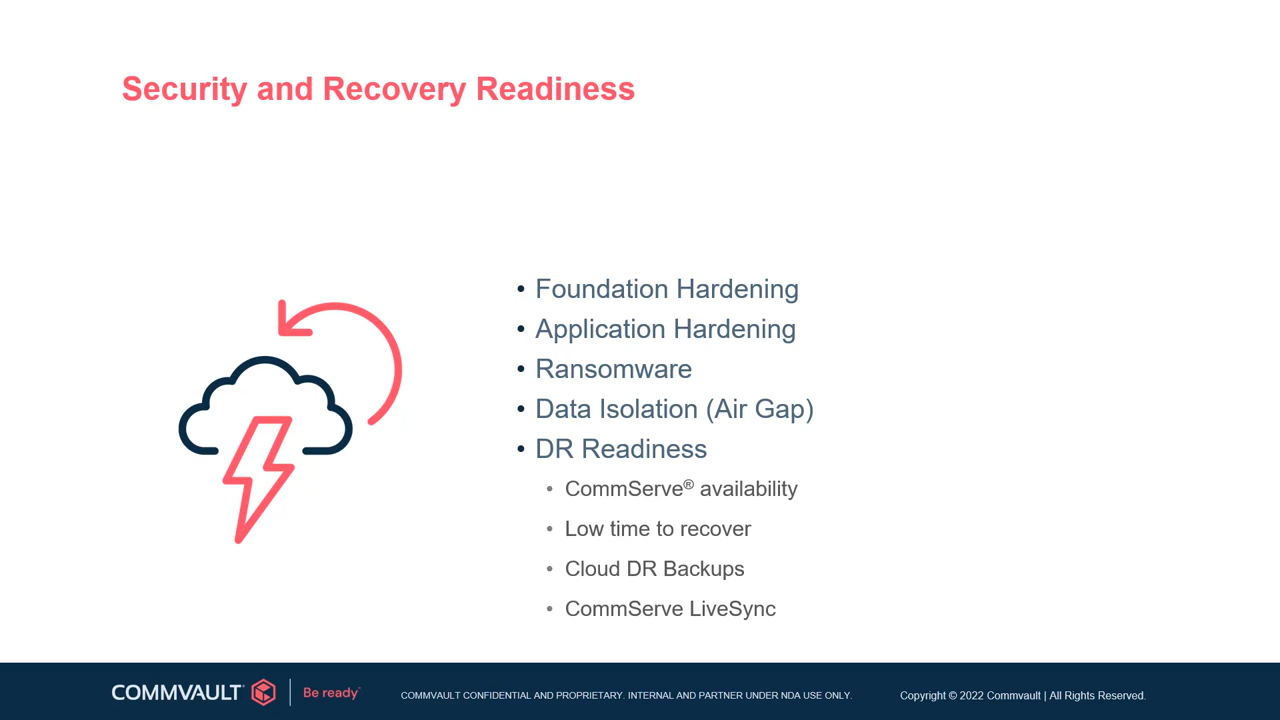 Security and Recovery Readiness
• Foundation Hardening
• Application Hardening
• Ransomware
• Data Isolation (Air Gap)
• DR Readiness
• CommServe® availability
• Low time to recover
• Cloud DR Backups
• CommServe LiveSync
COMMVAULT Be ready
COMMVAULT CONFIDENTIAL AND PROPRIETARY. INTERNAL AND PARTNER UNDER NDA USE ONLY.
Copyright © 2022 Commvault | All Rights Reserved.